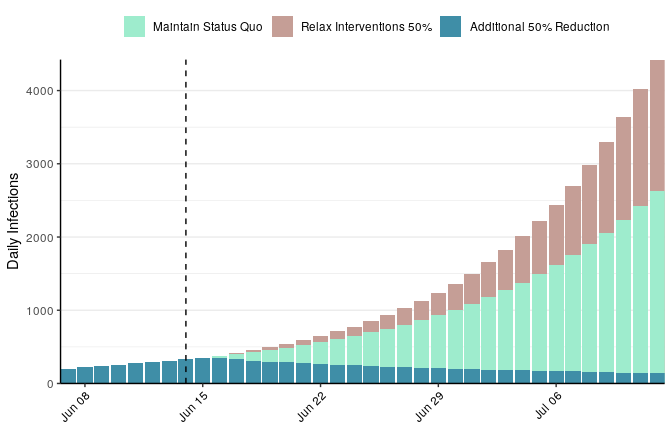 Maintain Status Quo Relax Interventions 50% Additional 50% Reduction
Daily Infections
4000
3000
2000
1000
0
Jun 08 Jun 15 Jun 22 Jun 29 Jul 06